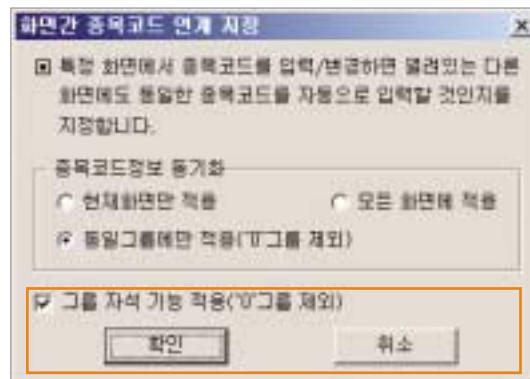 화면간 종목코드 연계 지정
특정 화면에서 종목코드를 입력/변경하면 열려있는 다른
화면에도 동일한 종목코드를 자동으로 입력할 것인지를
지정합니다.
종목코드정보 동기화
현재화면만 적용
모든 화면에 적용
동일그룹에만 적용("0"그룹 제외)
그룹 자석 기능 적용("0"그룹 제외)
확인
취소